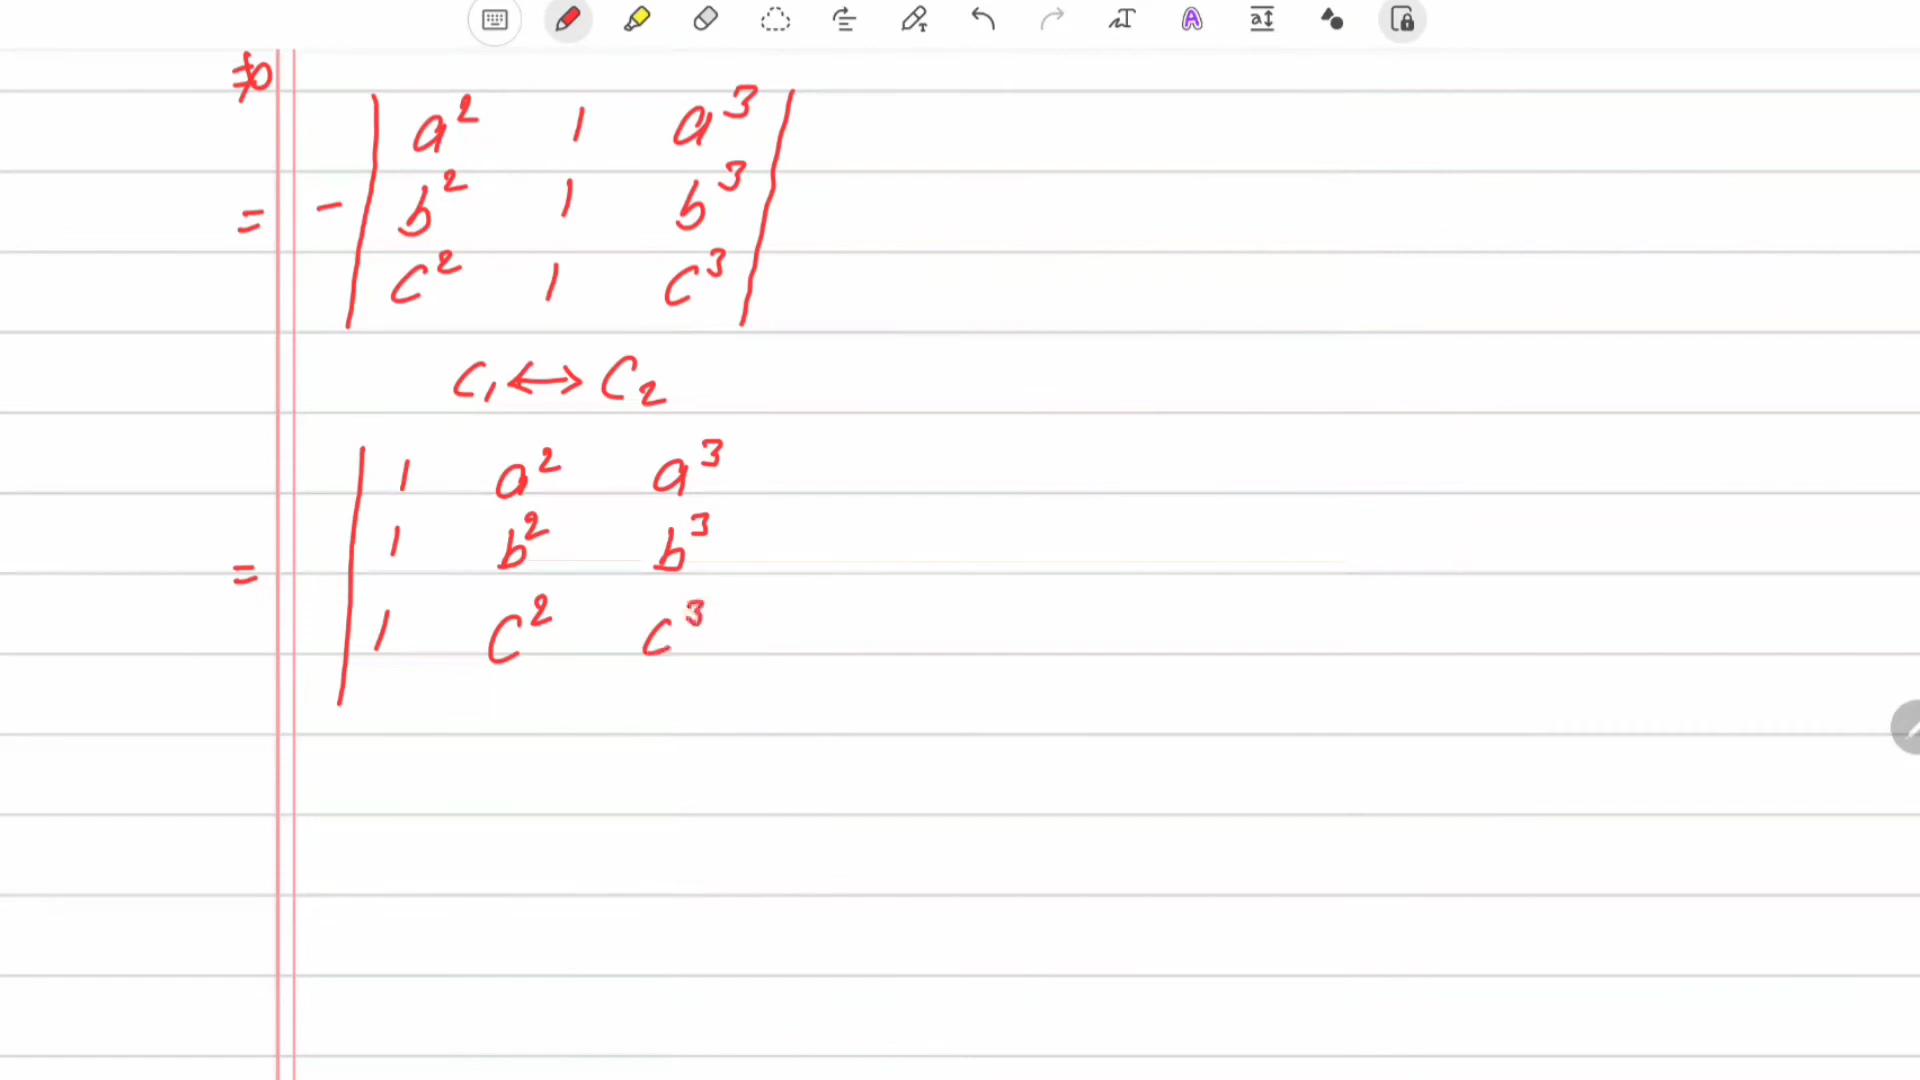 ≠0
| a² 1 a³ |
= - | b² 1 b³ |
| c² 1 c³ |
C₁ ↔ C₂
| 1 a² a³
| 1 b² b³
=
| 1 c² c³